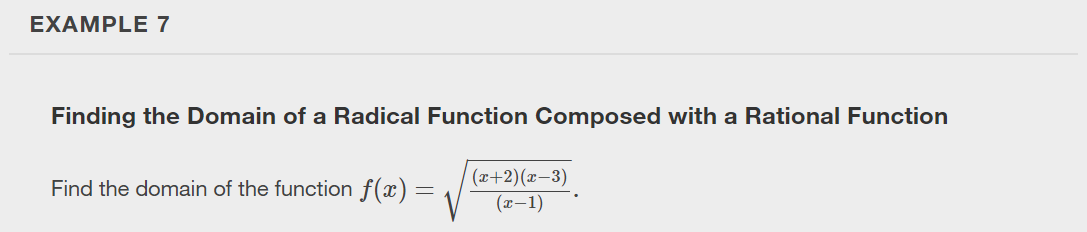 EXAMPLE 7
Finding the Domain of a Radical Function Composed with a Rational Function
Find the domain of the function f(x) = √((x+2)(x−3)/(x−1)).